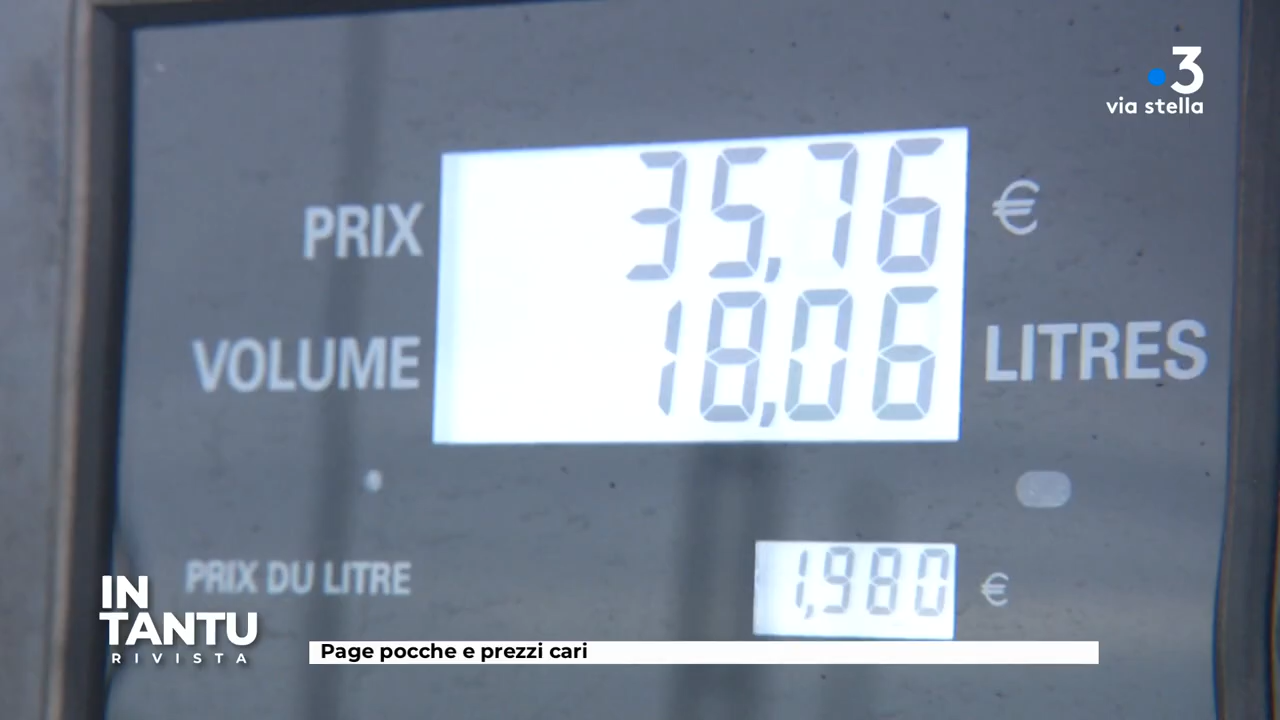 3
via stella
PRIX 35,76 €
VOLUME 18,06 LITRES
PRIX DU LITRE 1,980 €
IN
TANTU
RIVISTA
Page pocche e prezzi cari